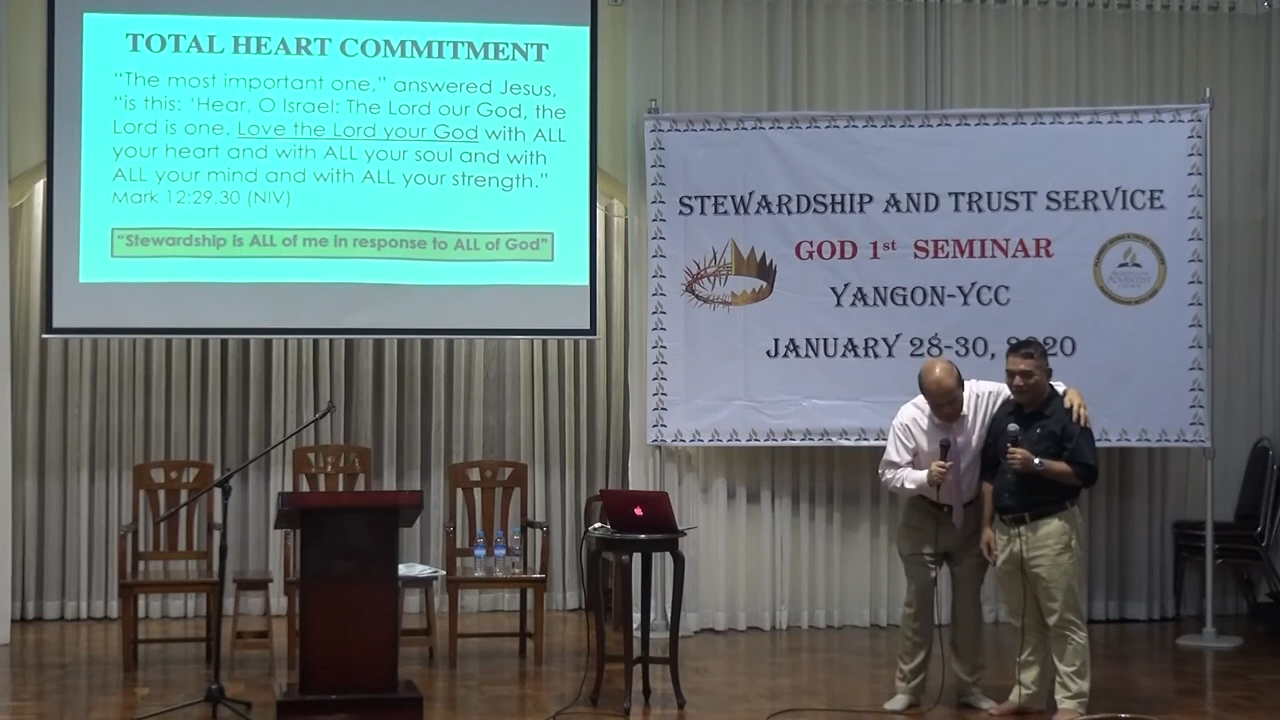 TOTAL HEART COMMITMENT
“The most important one,” answered Jesus,
“is this: ‘Hear, O Israel: The Lord our God, the
Lord is one. Love the Lord your God with ALL
your heart and with ALL your soul and with
ALL your mind and with ALL your strength.”
Mark 12:29,30 (NIV)
“Stewardship is ALL of me in response to ALL of God”
STEWARDSHIP AND TRUST SERVICE
GOD 1st SEMINAR
YANGON-YCC
JANUARY 28-30, 2020
ADVENTIST